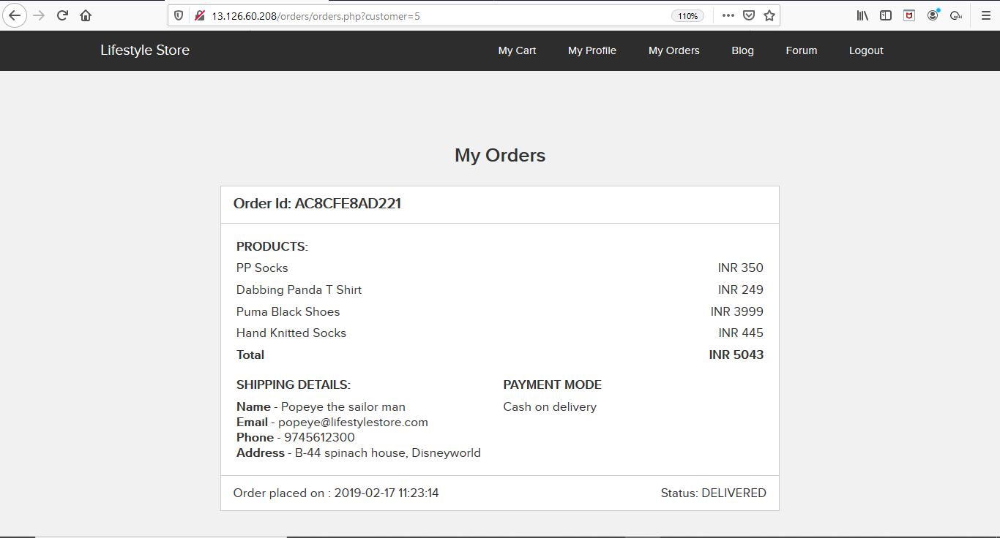 13.126.60.208/orders/orders.php?customer=5 110%
Lifestyle Store My Cart My Profile My Orders Blog Forum Logout
My Orders
Order Id: AC8CFE8AD221
PRODUCTS:
PP Socks INR 350
Dabbing Panda T Shirt INR 249
Puma Black Shoes INR 3999
Hand Knitted Socks INR 445
Total INR 5043
SHIPPING DETAILS: PAYMENT MODE
Name - Popeye the sailor man Cash on delivery
Email - popeye@lifestylestore.com
Phone - 9745612300
Address - B-44 spinach house, Disneyworld
Order placed on : 2019-02-17 11:23:14 Status: DELIVERED